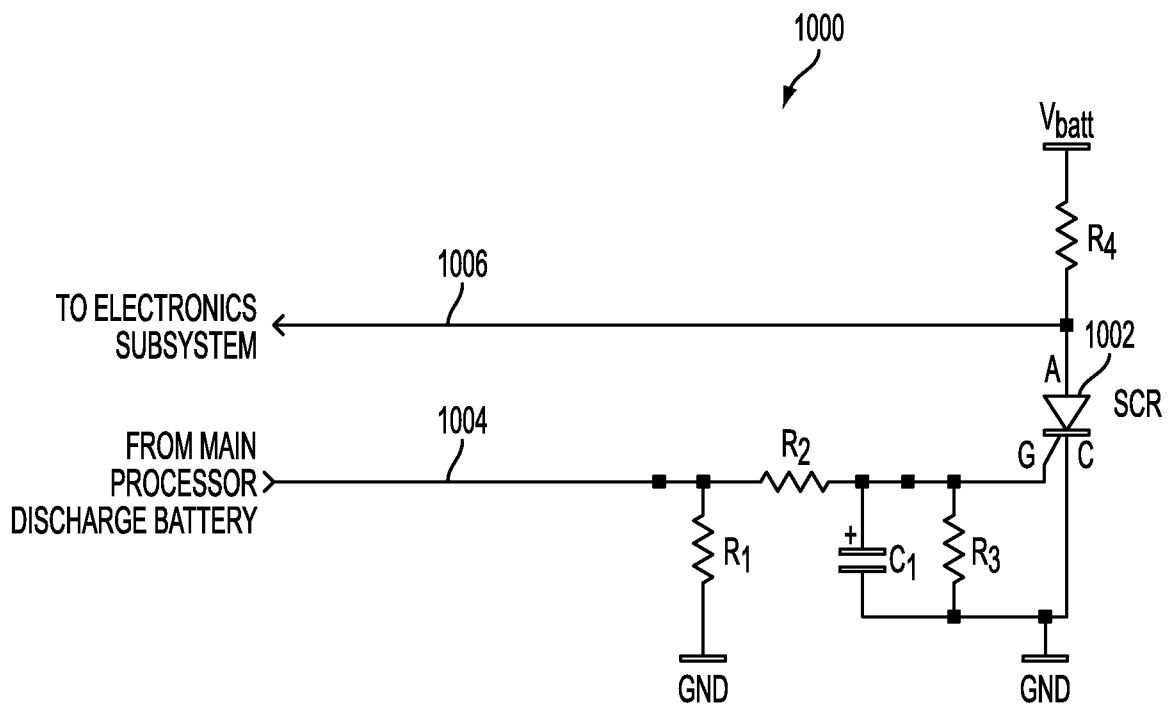 1000
Vbatt
R4
1006
TO ELECTRONICS
SUBSYSTEM
1002
A
SCR
1004
FROM MAIN
PROCESSOR
DISCHARGE BATTERY
R2
G
C
R1
+
C1
R3
GND
GND